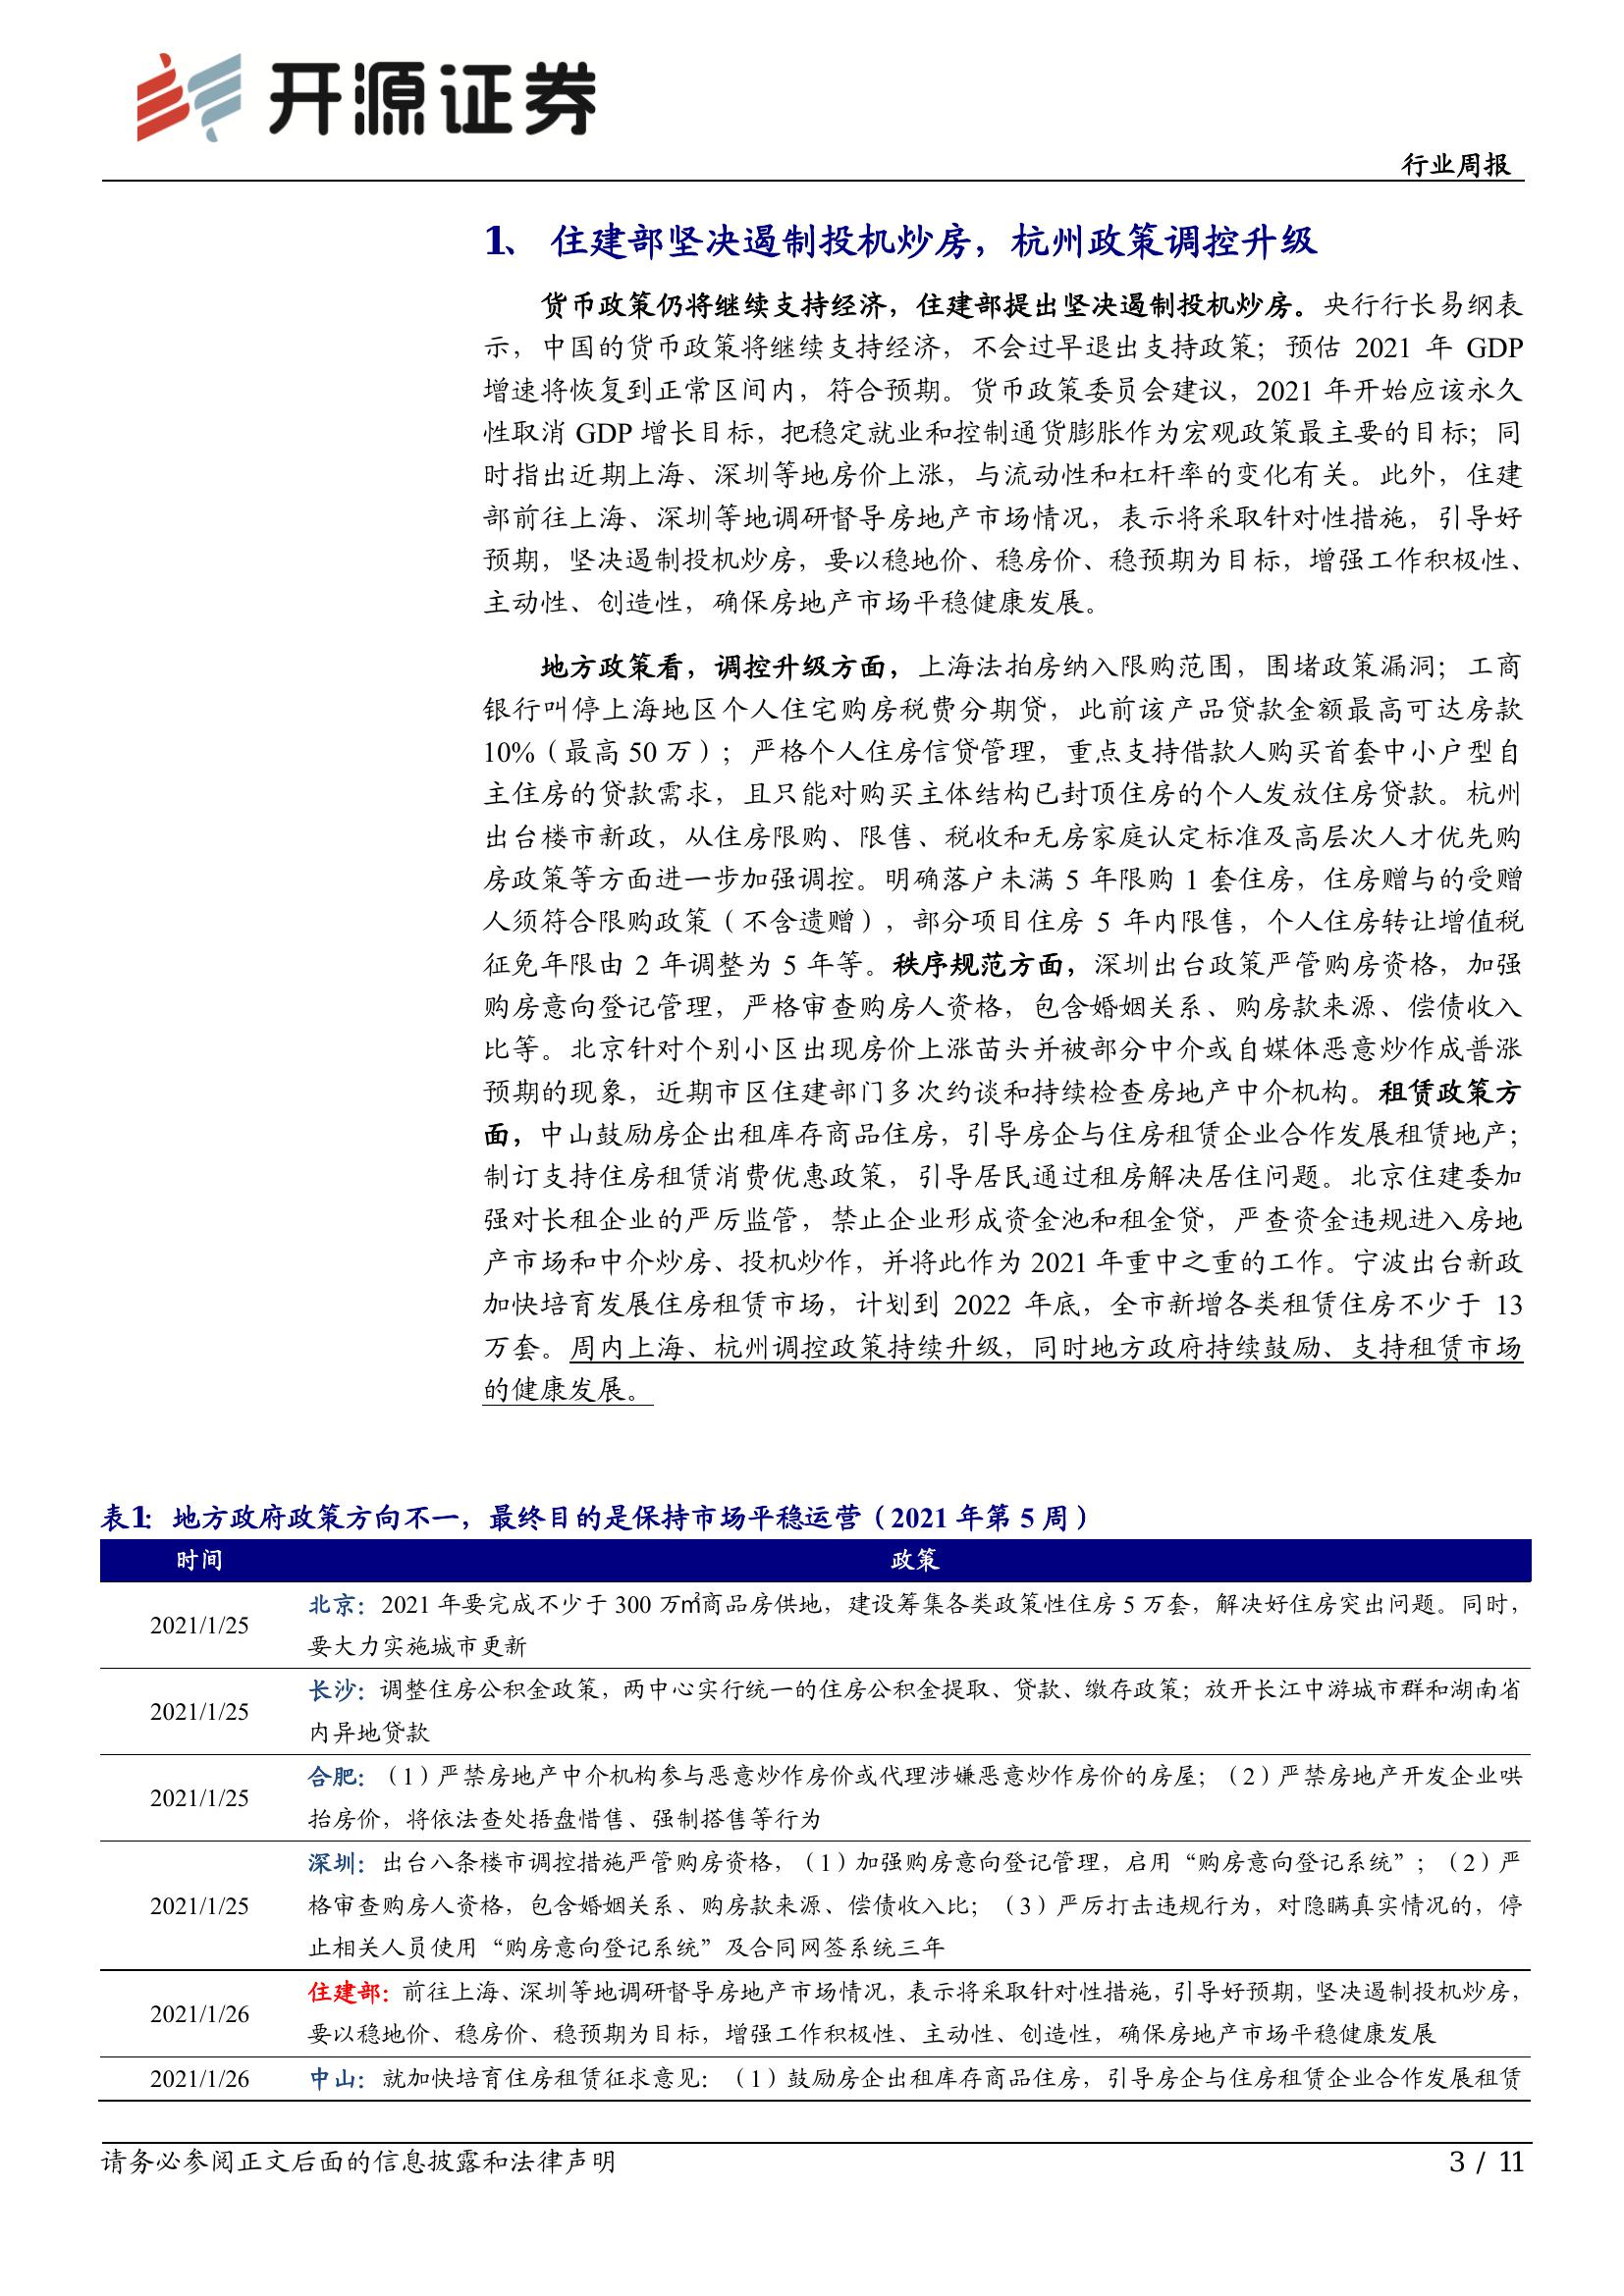 开源证券
行业周报
1、 住建部坚决遏制投机炒房，杭州政策调控升级
货币政策仍将继续支持经济，住建部提出坚决遏制投机炒房。央行行长易纲表
示，中国的货币政策将继续支持经济，不会过早退出支持政策；预估 2021 年 GDP
增速将恢复到正常区间内，符合预期。货币政策委员会建议，2021 年开始应该永久
性取消 GDP 增长目标，把稳定就业和控制通货膨胀作为宏观政策最主要的目标；同
时指出近期上海、深圳等地房价上涨，与流动性和杠杆率的变化有关。此外，住建
部前往上海、深圳等地调研督导房地产市场情况，表示将采取针对性措施，引导好
预期，坚决遏制投机炒房，要以稳地价、稳房价、稳预期为目标，增强工作积极性、
主动性、创造性，确保房地产市场平稳健康发展。
地方政策看，调控升级方面，上海法拍房纳入限购范围，围堵政策漏洞；工商
银行叫停上海地区个人住宅购房税费分期贷，此前该产品贷款金额最高可达房款
10%（最高 50 万）；严格个人住房信贷管理，重点支持借款人购买首套中小户型自
主住房的贷款需求，且只能对购买主体结构已封顶住房的个人发放住房贷款。杭州
出台楼市新政，从住房限购、限售、税收和无房家庭认定标准及高层次人才优先购
房政策等方面进一步加强调控。明确落户未满 5 年限购 1 套住房，住房赠与的受赠
人须符合限购政策（不含遗赠），部分项目住房 5 年内限售，个人住房转让增值税
征免年限由 2 年调整为 5 年等。秩序规范方面，深圳出台政策严管购房资格，加强
购房意向登记管理，严格审查购房人资格，包含婚姻关系、购房款来源、偿债收入
比等。北京针对个别小区出现房价上涨苗头并被部分中介或自媒体恶意炒作成普涨
预期的现象，近期市区住建部门多次约谈和持续检查房地产中介机构。租赁政策方
面，中山鼓励房企出租库存商品住房，引导房企与住房租赁企业合作发展租赁地产；
制订支持住房租赁消费优惠政策，引导居民通过租房解决居住问题。北京住建委加
强对长租企业的严厉监管，禁止企业形成资金池和租金贷，严查资金违规进入房地
产市场和中介炒房、投机炒作，并将此作为 2021 年重中之重的工作。宁波出台新政
加快培育发展住房租赁市场，计划到 2022 年底，全市新增各类租赁住房不少于 13
万套。周内上海、杭州调控政策持续升级，同时地方政府持续鼓励、支持租赁市场
的健康发展。
表1： 地方政府政策方向不一，最终目的是保持市场平稳运营（2021 年第 5 周）
时间 政策
2021/1/25 北京：2021 年要完成不少于 300 万㎡商品房供地，建设筹集各类政策性住房 5 万套，解决好住房突出问题。同时，
要大力实施城市更新
2021/1/25 长沙：调整住房公积金政策，两中心实行统一的住房公积金提取、贷款、缴存政策；放开长江中游城市群和湖南省
内异地贷款
2021/1/25 合肥：（1）严禁房地产中介机构参与恶意炒作房价或代理涉嫌恶意炒作房价的房屋；（2）严禁房地产开发企业哄
抬房价，将依法查处捂盘惜售、强制搭售等行为
2021/1/25 深圳：出台八条楼市调控措施严管购房资格，（1）加强购房意向登记管理，启用“购房意向登记系统”；（2）严
格审查购房人资格，包含婚姻关系、购房款来源、偿债收入比；（3）严厉打击违规行为，对隐瞒真实情况的，停
止相关人员使用“购房意向登记系统”及合同网签系统三年
2021/1/26 住建部：前往上海、深圳等地调研督导房地产市场情况，表示将采取针对性措施，引导好预期，坚决遏制投机炒房，
要以稳地价、稳房价、稳预期为目标，增强工作积极性、主动性、创造性，确保房地产市场平稳健康发展
2021/1/26 中山：就加快培育住房租赁征求意见：（1）鼓励房企出租库存商品住房，引导房企与住房租赁企业合作发展租赁
请务必参阅正文后面的信息披露和法律声明 3 / 11